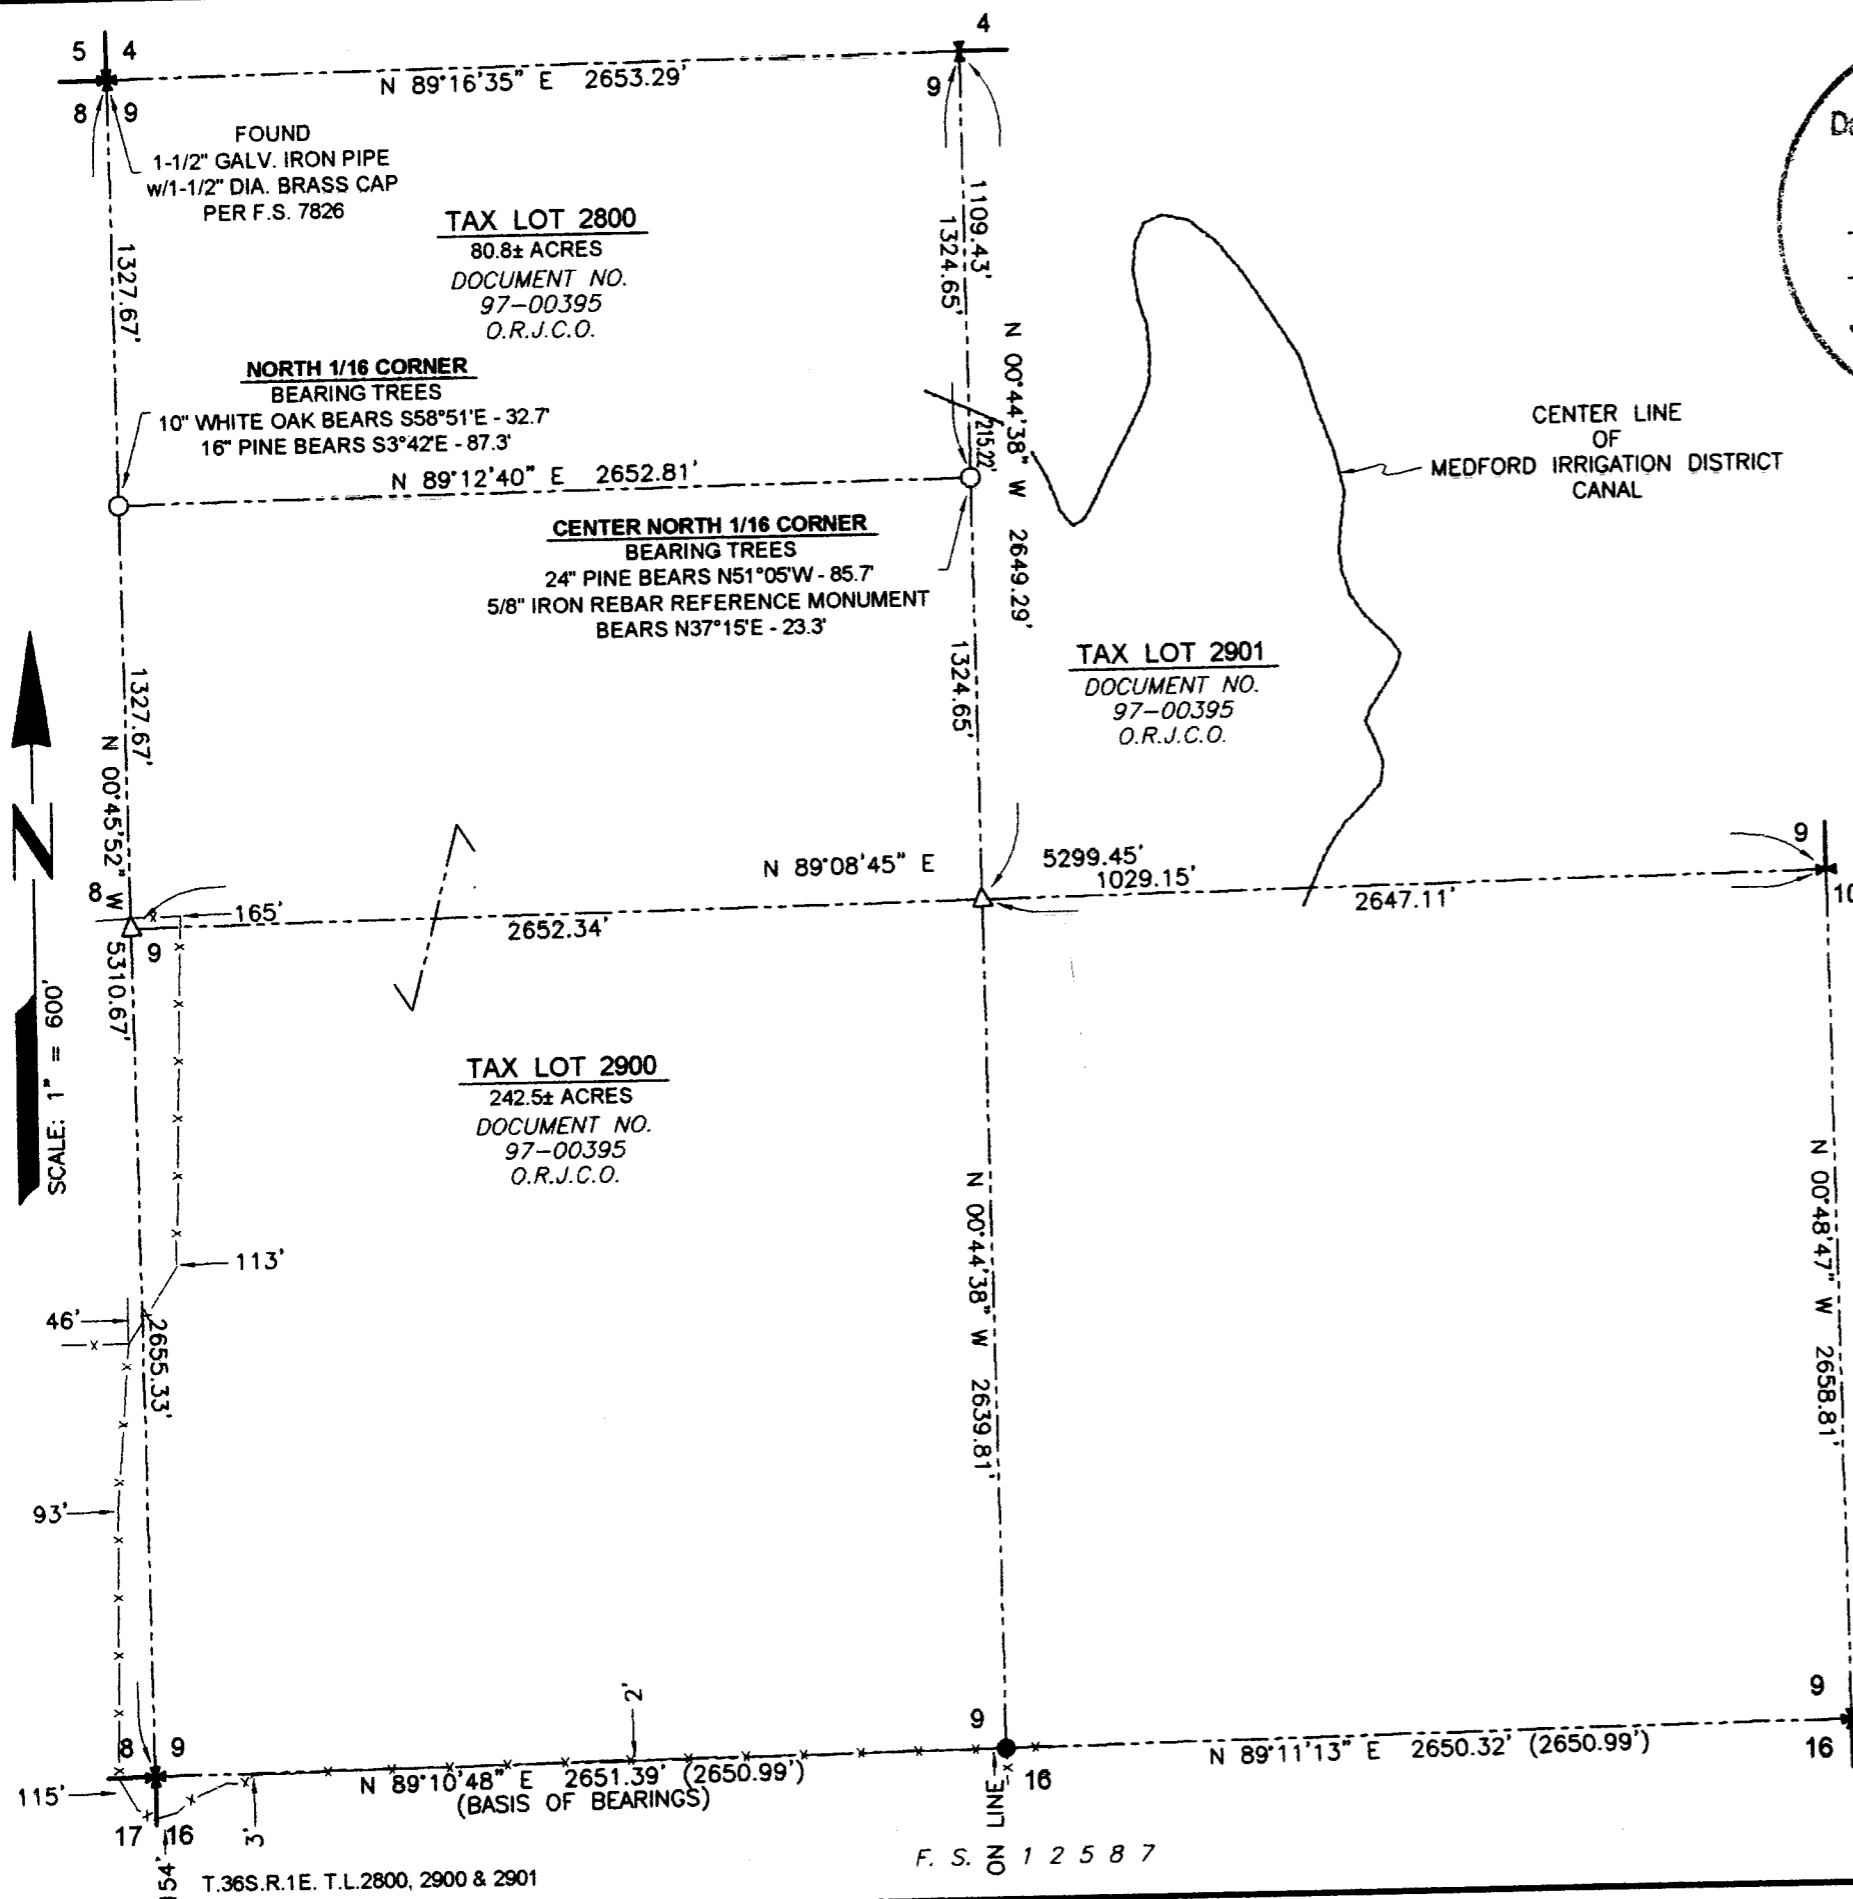 5 4
4
N 89°16'35" E 2653.29'
8 9
9
FOUND
1-1/2" GALV. IRON PIPE
w/1-1/2" DIA. BRASS CAP
PER F.S. 7826
TAX LOT 2800
80.8± ACRES
DOCUMENT NO.
97-00395
O.R.J.C.O.
1327.67'
1109.43'
1324.65'
NORTH 1/16 CORNER
BEARING TREES
10" WHITE OAK BEARS S58°51'E - 32.7'
16" PINE BEARS S3°42'E - 87.3'
N 89°12'40" E 2652.81'
215.22'
N 00°44'38" W 2649.29'
CENTER LINE
OF
MEDFORD IRRIGATION DISTRICT
CANAL
CENTER NORTH 1/16 CORNER
BEARING TREES
24" PINE BEARS N51°05'W - 85.7'
5/8" IRON REBAR REFERENCE MONUMENT
BEARS N37°15'E - 23.3'
1324.65'
TAX LOT 2901
DOCUMENT NO.
97-00395
O.R.J.C.O.
1327.67'
N 00°45'52" W 5310.67'
N
SCALE: 1" = 600'
8
9
165'
N 89°08'45" E 5299.45'
1029.15'
2652.34'
2647.11'
9
10
TAX LOT 2900
242.5± ACRES
DOCUMENT NO.
97-00395
O.R.J.C.O.
113'
46'
2655.33'
93'
N 00°44'38" W 2639.81'
N 00°48'47" W 2658.81'
2'
9
9
8 9
N 89°10'48" E 2651.39' (2650.99')
(BASIS OF BEARINGS)
N 89°11'13" E 2650.32' (2650.99')
16
16
115'
17 16
3'
154'
ON LINE
F. S. 1 2 5 8 7
T.36S.R.1E. T.L.2800, 2900 & 2901